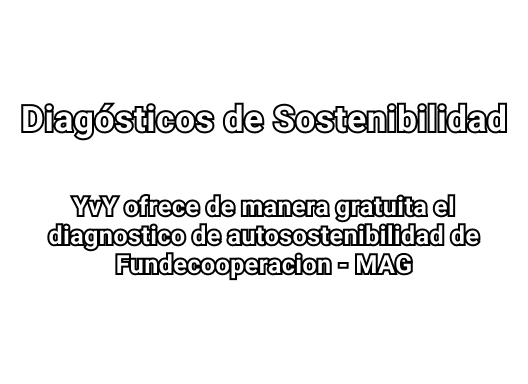 Diagósticos de Sostenibilidad
YvY ofrece de manera gratuita el
diagnostico de autosostenibilidad de
Fundecooperacion - MAG